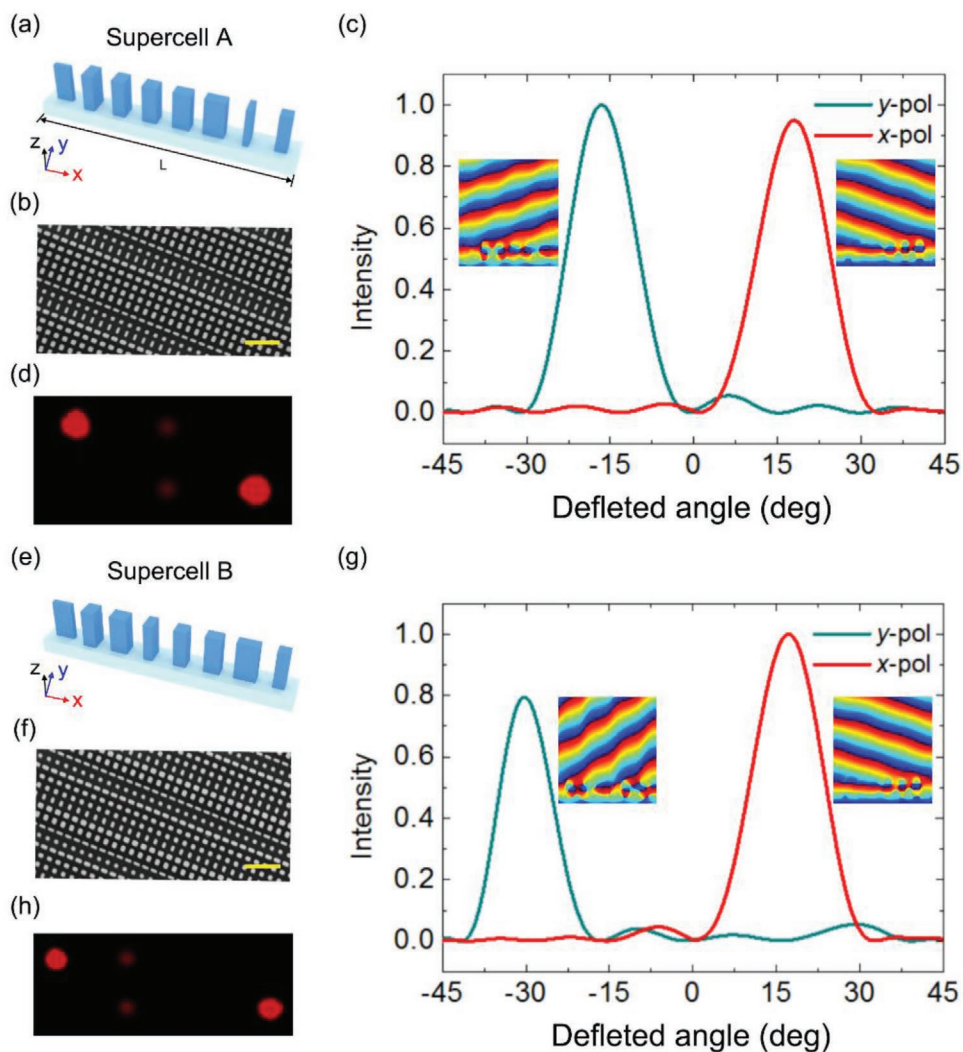 (a)
Supercell A
z
y
x
L
(b)
(c)
1.0
0.8
0.6
0.4
0.2
0.0
Intensity
y-pol
x-pol
-45 -30 -15 0 15 30 45
Defleted angle (deg)
(d)
(e)
Supercell B
z
y
x
(f)
(g)
1.0
0.8
0.6
0.4
0.2
0.0
Intensity
y-pol
x-pol
-45 -30 -15 0 15 30 45
Defleted angle (deg)
(h)